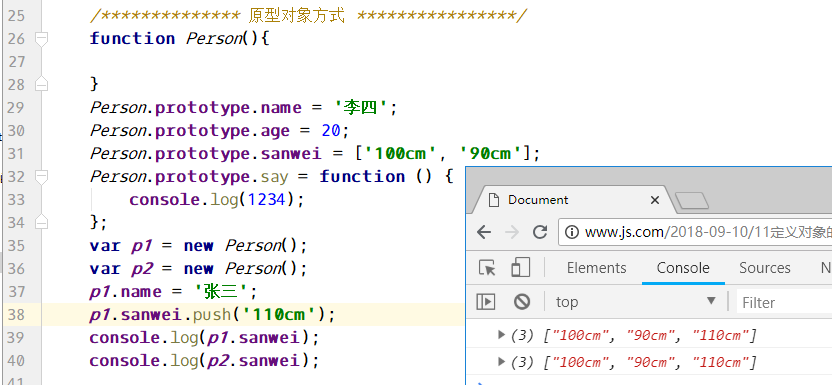 25 /************** 原型对象方式 ****************/
26 function Person(){
27
28 }
29 Person.prototype.name = '李四';
30 Person.prototype.age = 20;
31 Person.prototype.sanwei = ['100cm', '90cm'];
32 Person.prototype.say = function () {
33 console.log(1234);
34 };
35 var p1 = new Person();
36 var p2 = new Person();
37 p1.name = '张三';
38 p1.sanwei.push('110cm');
39 console.log(p1.sanwei);
40 console.log(p2.sanwei);
41
Document
www.js.com/2018-09-10/11定义对象的
Elements Console Sources N
top Filter
(3) ["100cm", "90cm", "110cm"]
(3) ["100cm", "90cm", "110cm"]